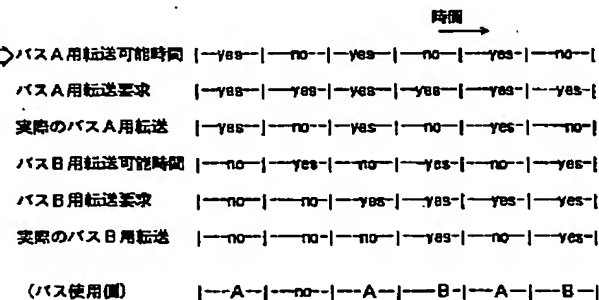 時間
バスA用転送可能時間 |—yes—|—no—|—yes—|—no—|—yes—|—no—|
バスA用転送要求 |—yes—|—yes—|—yes—|—yes—|—yes—|—yes—|
実際のバスA用転送 |—yes—|—no—|—yes—|—no—|—yes—|—no—|
バスB用転送可能時間 |—no—|—yes—|—no—|—yes—|—no—|—yes—|
バスB用転送要求 |—no—|—no—|—yes—|—yes—|—yes—|—yes—|
実際のバスB用転送 |—no—|—no—|—no—|—yes—|—no—|—yes—|
(バス使用側) |—A—|—no—|—A—|—B—|—A—|—B—|